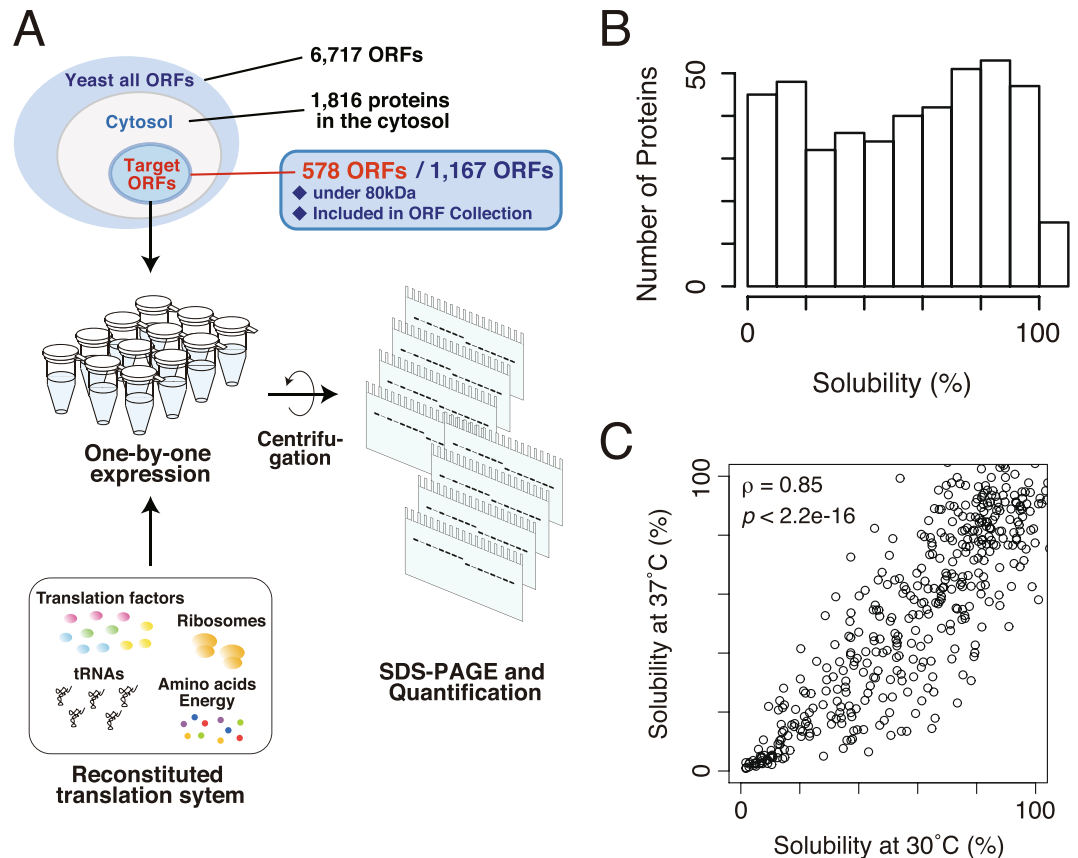 A
Yeast all ORFs
6,717 ORFs
Cytosol
1,816 proteins
in the cytosol
Target
ORFs
578 ORFs / 1,167 ORFs
◆ under 80kDa
◆ Included in ORF Collection
One-by-one
expression
Centrifu-
gation
SDS-PAGE and
Quantification
Translation factors
Ribosomes
tRNAs
Amino acids
Energy
Reconstituted
translation sytem
B
Number of Proteins
50
0
0
100
Solubility (%)
C
ρ = 0.85
p < 2.2e-16
Solubility at 37˚C (%)
100
0
0
100
Solubility at 30˚C (%)